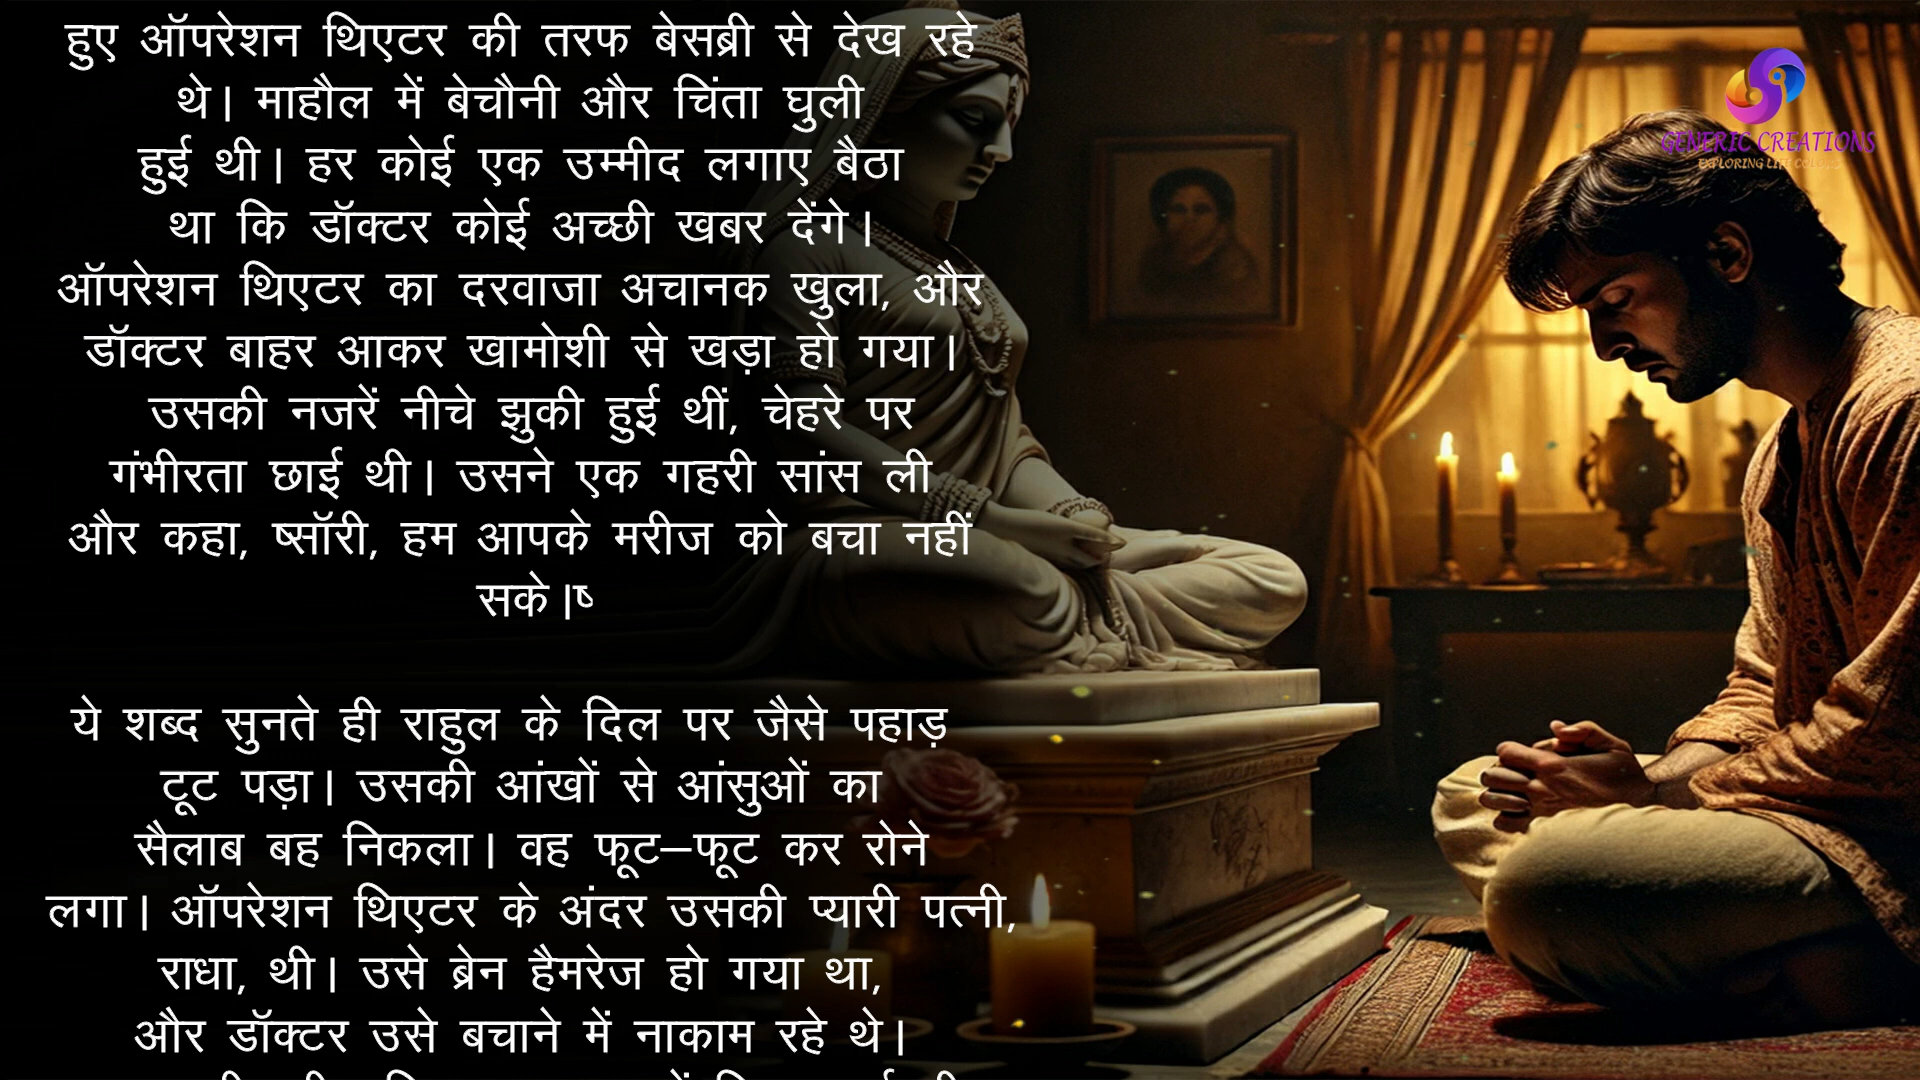 हुए ऑपरेशन थिएटर की तरफ बेसब्री से देख रहे
थे। माहौल में बेचौनी और चिंता घुली
हुई थी। हर कोई एक उम्मीद लगाए बैठा
था कि डॉक्टर कोई अच्छी खबर देंगे।
ऑपरेशन थिएटर का दरवाजा अचानक खुला, और
डॉक्टर बाहर आकर खामोशी से खड़ा हो गया।
उसकी नजरें नीचे झुकी हुई थीं, चेहरे पर
गंभीरता छाई थी। उसने एक गहरी सांस ली
और कहा, ष्सॉरी, हम आपके मरीज को बचा नहीं
सके।ष्
ये शब्द सुनते ही राहुल के दिल पर जैसे पहाड़
टूट पड़ा। उसकी आंखों से आंसुओं का
सैलाब बह निकला। वह फूट–फूट कर रोने
लगा। ऑपरेशन थिएटर के अंदर उसकी प्यारी पत्नी,
राधा, थी। उसे ब्रेन हैमरेज हो गया था,
और डॉक्टर उसे बचाने में नाकाम रहे थे।
GENERIC CREATIONS
EXPLORING LIFE COLORS